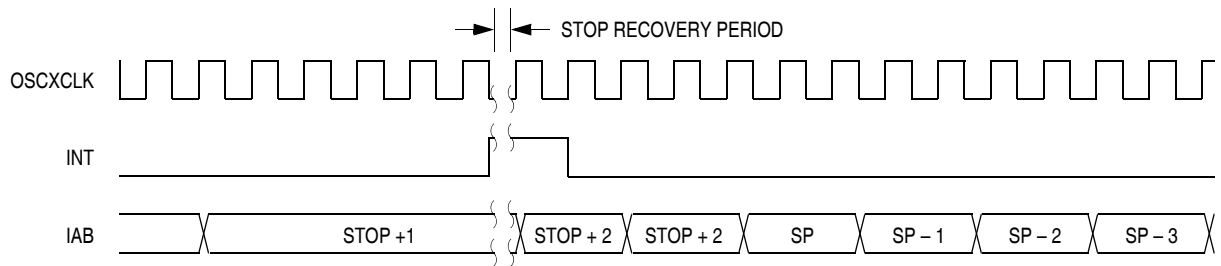 STOP RECOVERY PERIOD
OSCXCLK
INT
IAB
STOP +1
STOP + 2
STOP + 2
SP
SP – 1
SP – 2
SP – 3